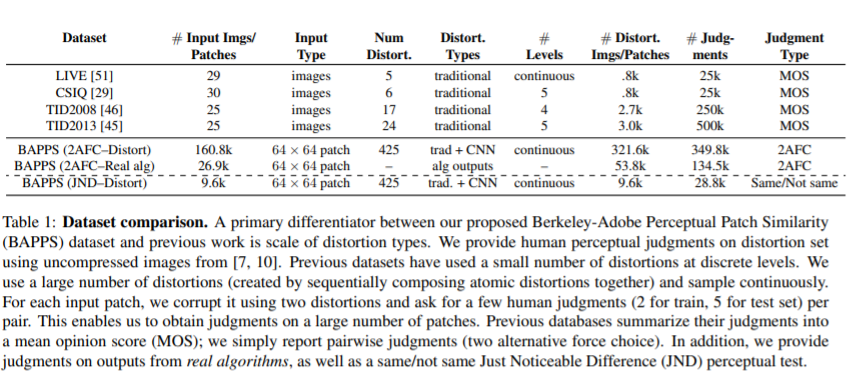 Dataset # Input Imgs/ Patches Input Type Num Distort. Distort. Types # Levels # Distort. Imgs/Patches # Judg- ments Judgment Type
LIVE [51] 29 images 5 traditional continuous .8k 25k MOS
CSIQ [29] 30 images 6 traditional 5 .8k 25k MOS
TID2008 [46] 25 images 17 traditional 4 2.7k 250k MOS
TID2013 [45] 25 images 24 traditional 5 3.0k 500k MOS
BAPPS (2AFC–Distort) 160.8k 64 × 64 patch 425 trad + CNN continuous 321.6k 349.8k 2AFC
BAPPS (2AFC–Real alg) 26.9k 64 × 64 patch – alg outputs – 53.8k 134.5k 2AFC
BAPPS (JND–Distort) 9.6k 64 × 64 patch 425 trad. + CNN continuous 9.6k 28.8k Same/Not same
Table 1: Dataset comparison. A primary differentiator between our proposed Berkeley-Adobe Perceptual Patch Similarity
(BAPPS) dataset and previous work is scale of distortion types. We provide human perceptual judgments on distortion set
using uncompressed images from [7, 10]. Previous datasets have used a small number of distortions at discrete levels. We
use a large number of distortions (created by sequentially composing atomic distortions together) and sample continuously.
For each input patch, we corrupt it using two distortions and ask for a few human judgments (2 for train, 5 for test set) per
pair. This enables us to obtain judgments on a large number of patches. Previous databases summarize their judgments into
a mean opinion score (MOS); we simply report pairwise judgments (two alternative force choice). In addition, we provide
judgments on outputs from real algorithms, as well as a same/not same Just Noticeable Difference (JND) perceptual test.